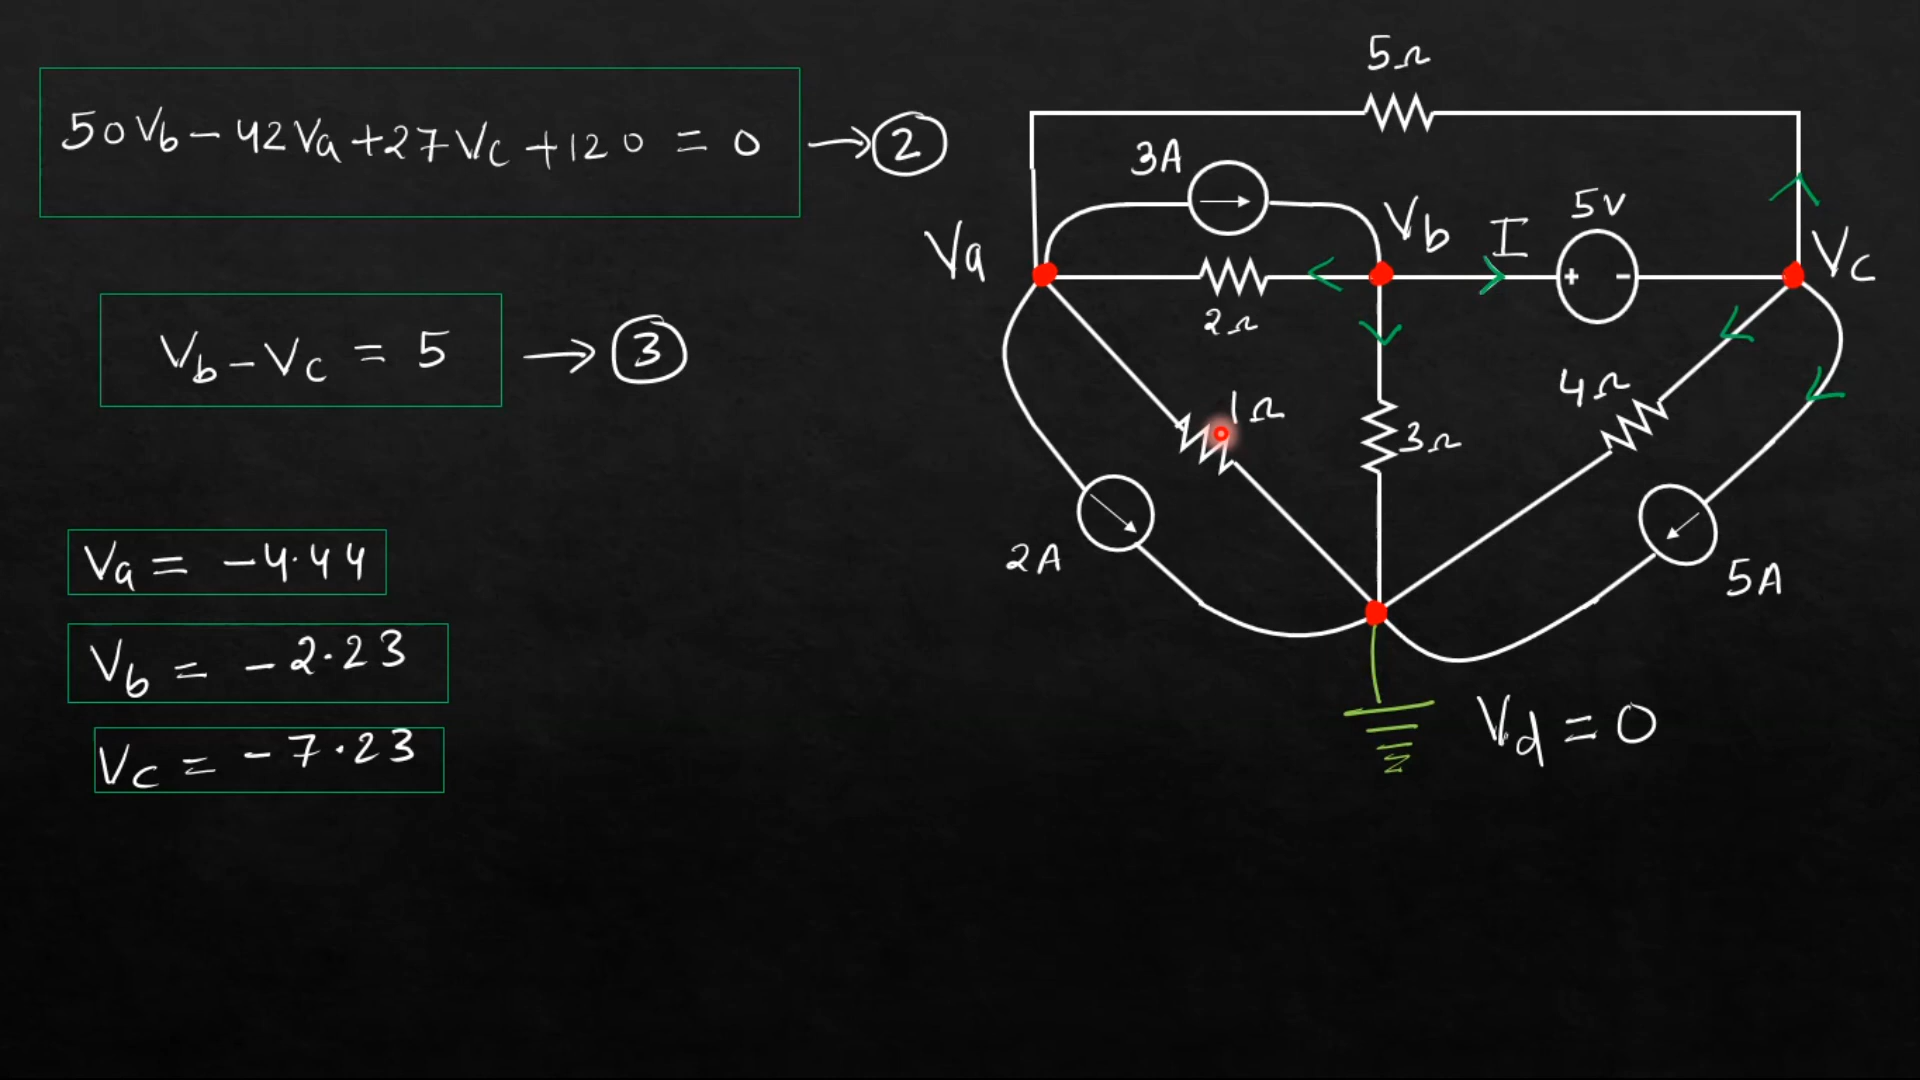 50Vb - 42Va + 27Vc + 120 = 0 → 2
Vb - Vc = 5 → 3
Va = -4.44
Vb = -2.23
Vc = -7.23
5Ω
3A
Va
Vb
I
5V
Vc
2Ω
1Ω
3Ω
4Ω
+ -
2A
5A
Vd = 0